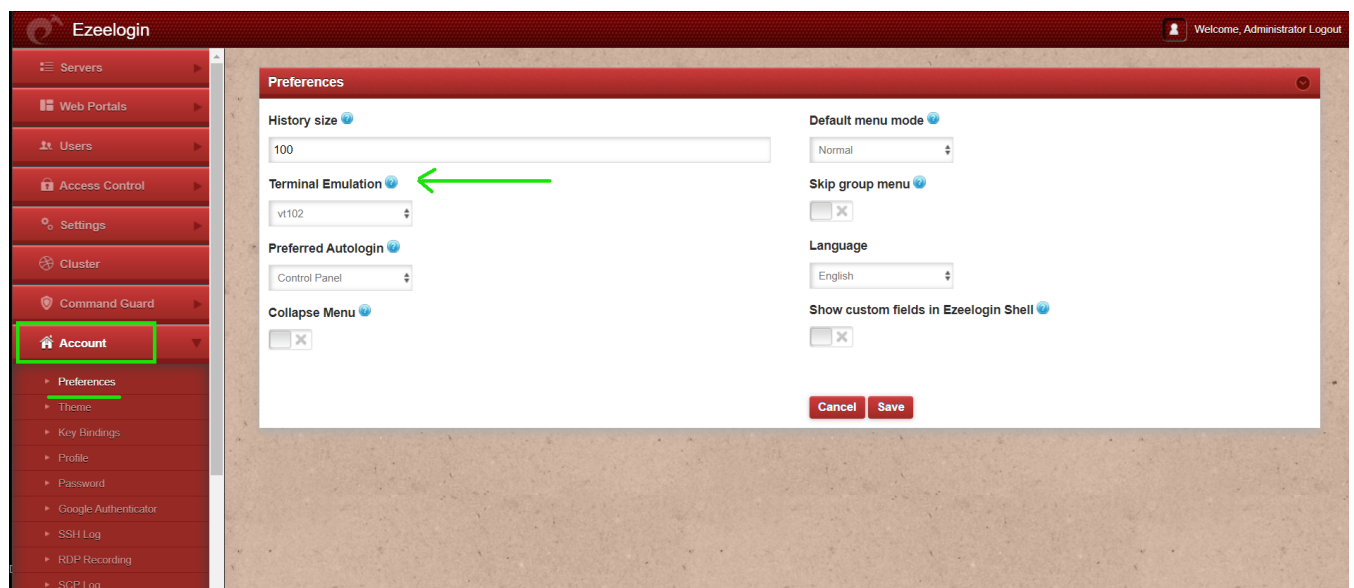 Ezeelogin
Welcome, Administrator Logout
Servers
Web Portals
Users
Access Control
Settings
Cluster
Command Guard
Account
Preferences
Theme
Key Bindings
Profile
Password
Google Authenticator
SSH Log
RDP Recording
SCP Log
Preferences
History size
100
Terminal Emulation
vt102
Preferred Autologin
Control Panel
Collapse Menu
Default menu mode
Normal
Skip group menu
Language
English
Show custom fields in Ezeelogin Shell
Cancel Save